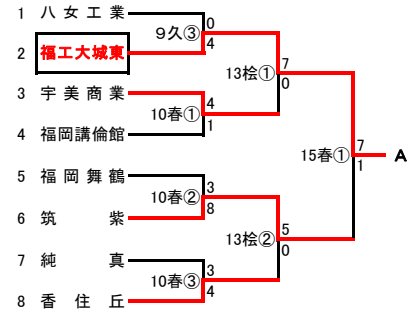 1 八女工業
9久③ 0
4
2 福工大城東
13桧① 7
0
3 宇美商業
10春① 4
1
4 福岡講倫館
15春① 7
1
A
5 福岡舞鶴
10春② 3
8
6 筑紫
13桧② 5
0
7 純真
10春③ 3
4
8 香住丘